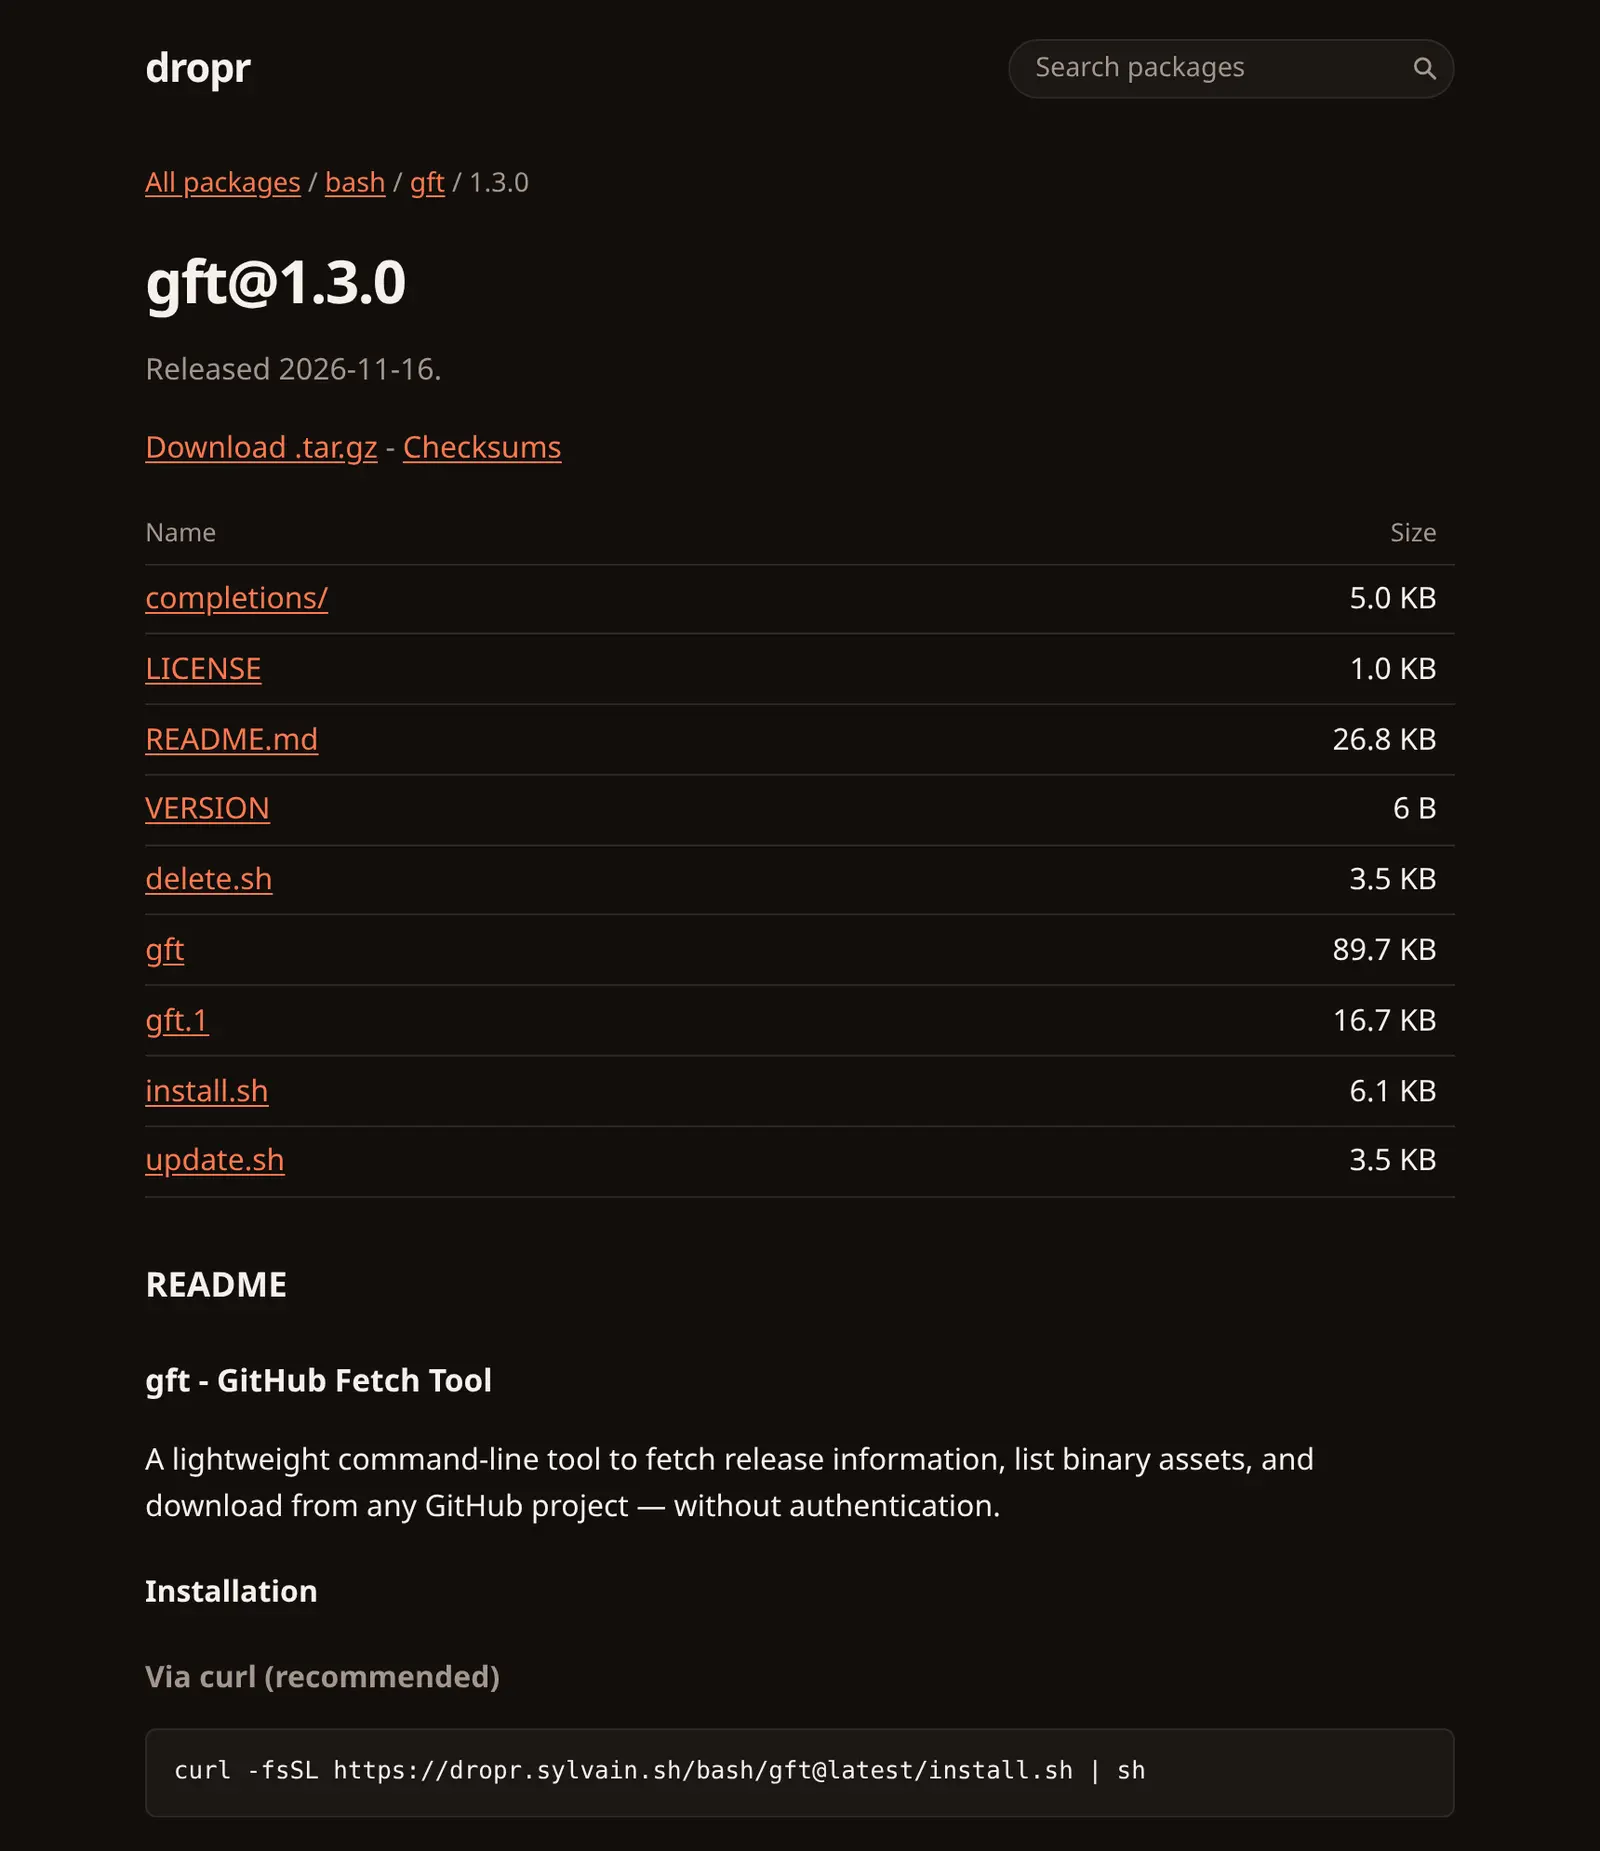 dropr
Search packages
All packages / bash / gft / 1.3.0
gft@1.3.0
Released 2026-11-16.
Download .tar.gz - Checksums
Name Size
completions/ 5.0 KB
LICENSE 1.0 KB
README.md 26.8 KB
VERSION 6 B
delete.sh 3.5 KB
gft 89.7 KB
gft.1 16.7 KB
install.sh 6.1 KB
update.sh 3.5 KB
README
gft - GitHub Fetch Tool
A lightweight command-line tool to fetch release information, list binary assets, and
download from any GitHub project — without authentication.
Installation
Via curl (recommended)
curl -fsSL https://dropr.sylvain.sh/bash/gft@latest/install.sh | sh